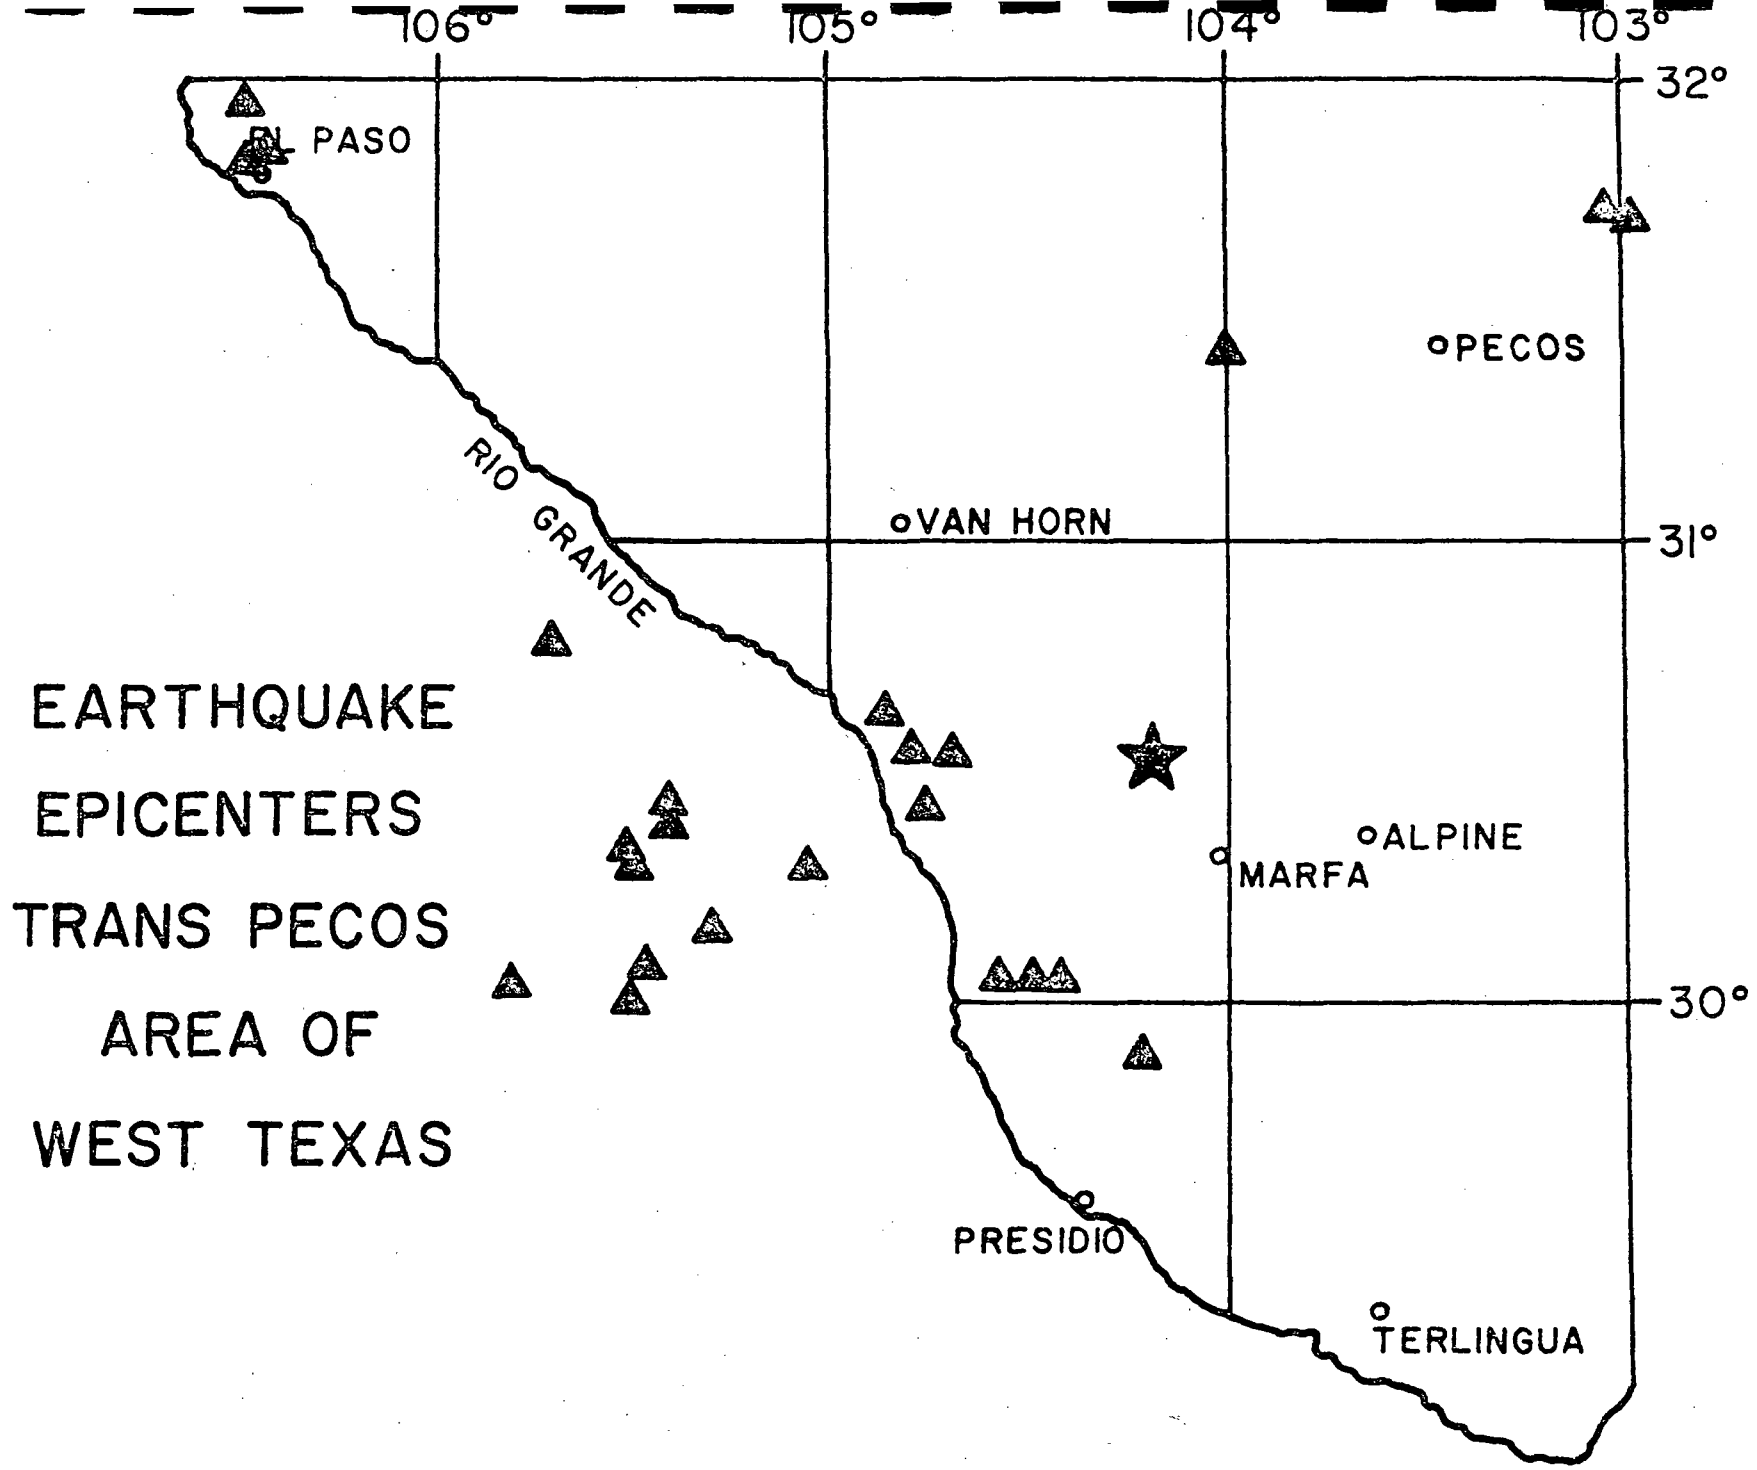 106° 105° 104° 103°
32°
EL PASO
PECOS
RIO GRANDE
VAN HORN
31°
EARTHQUAKE
EPICENTERS
TRANS PECOS
AREA OF
WEST TEXAS
ALPINE
MARFA
30°
PRESIDIO
TERLINGUA